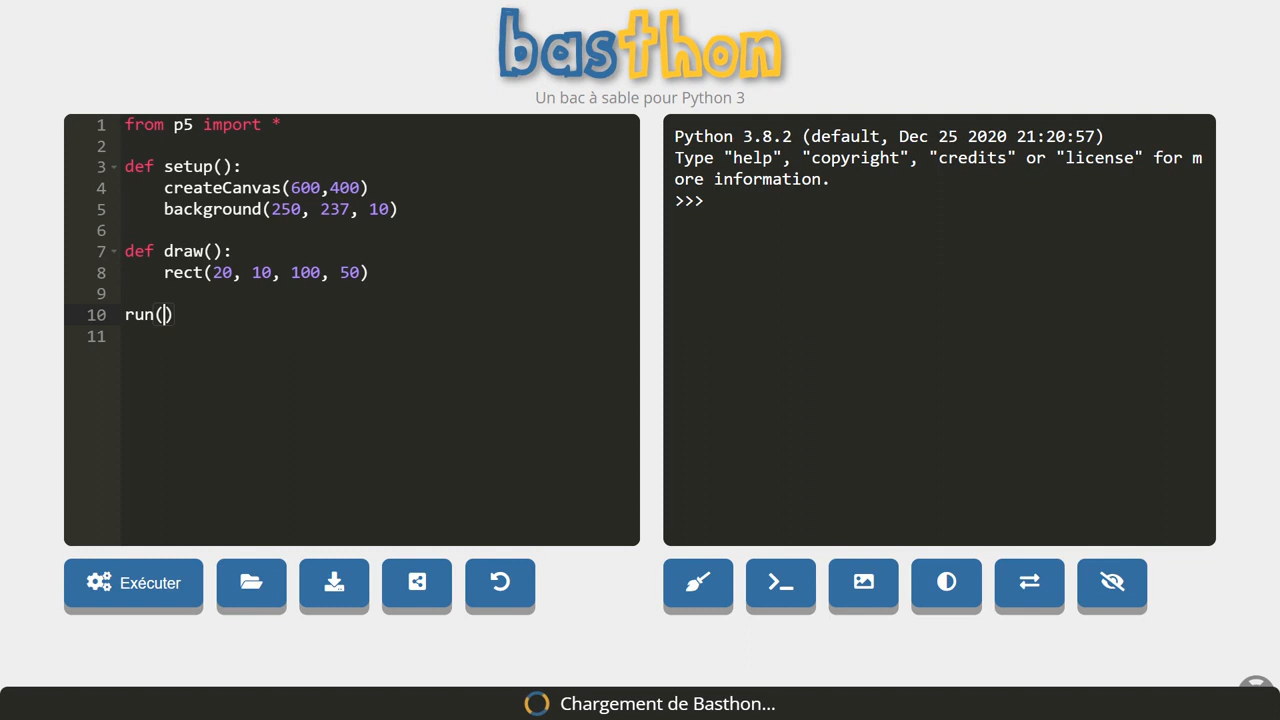 basthon
Un bac à sable pour Python 3
1 from p5 import *
2
3 def setup():
4     createCanvas(600,400)
5     background(250, 237, 10)
6
7 def draw():
8     rect(20, 10, 100, 50)
9
10 run()
11
Python 3.8.2 (default, Dec 25 2020 21:20:57)
Type "help", "copyright", "credits" or "license" for m
ore information.
>>>
Exécuter
Chargement de Basthon...